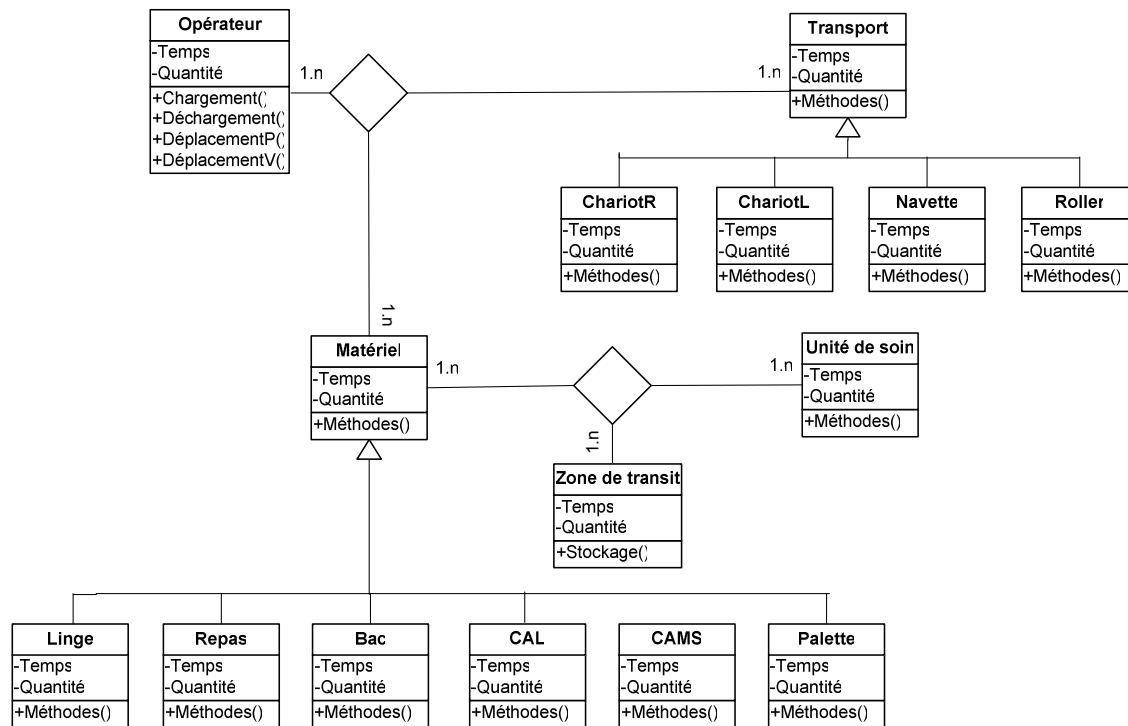 Opérateur
-Temps
-Quantité
+Chargement()
+Déchargement()
+DéplacementP()
+DéplacementV()
1.n
1.n
Transport
-Temps
-Quantité
+Méthodes()
ChariotR
-Temps
-Quantité
+Méthodes()
ChariotL
-Temps
-Quantité
+Méthodes()
Navette
-Temps
-Quantité
+Méthodes()
Roller
-Temps
-Quantité
+Méthodes()
1.n
Matériel
-Temps
-Quantité
+Méthodes()
1.n
1.n
Unité de soin
-Temps
-Quantité
+Méthodes()
1.n
Zone de transit
-Temps
-Quantité
+Stockage()
Linge
-Temps
-Quantité
+Méthodes()
Repas
-Temps
-Quantité
+Méthodes()
Bac
-Temps
-Quantité
+Méthodes()
CAL
-Temps
-Quantité
+Méthodes()
CAMS
-Temps
-Quantité
+Méthodes()
Palette
-Temps
-Quantité
+Méthodes()